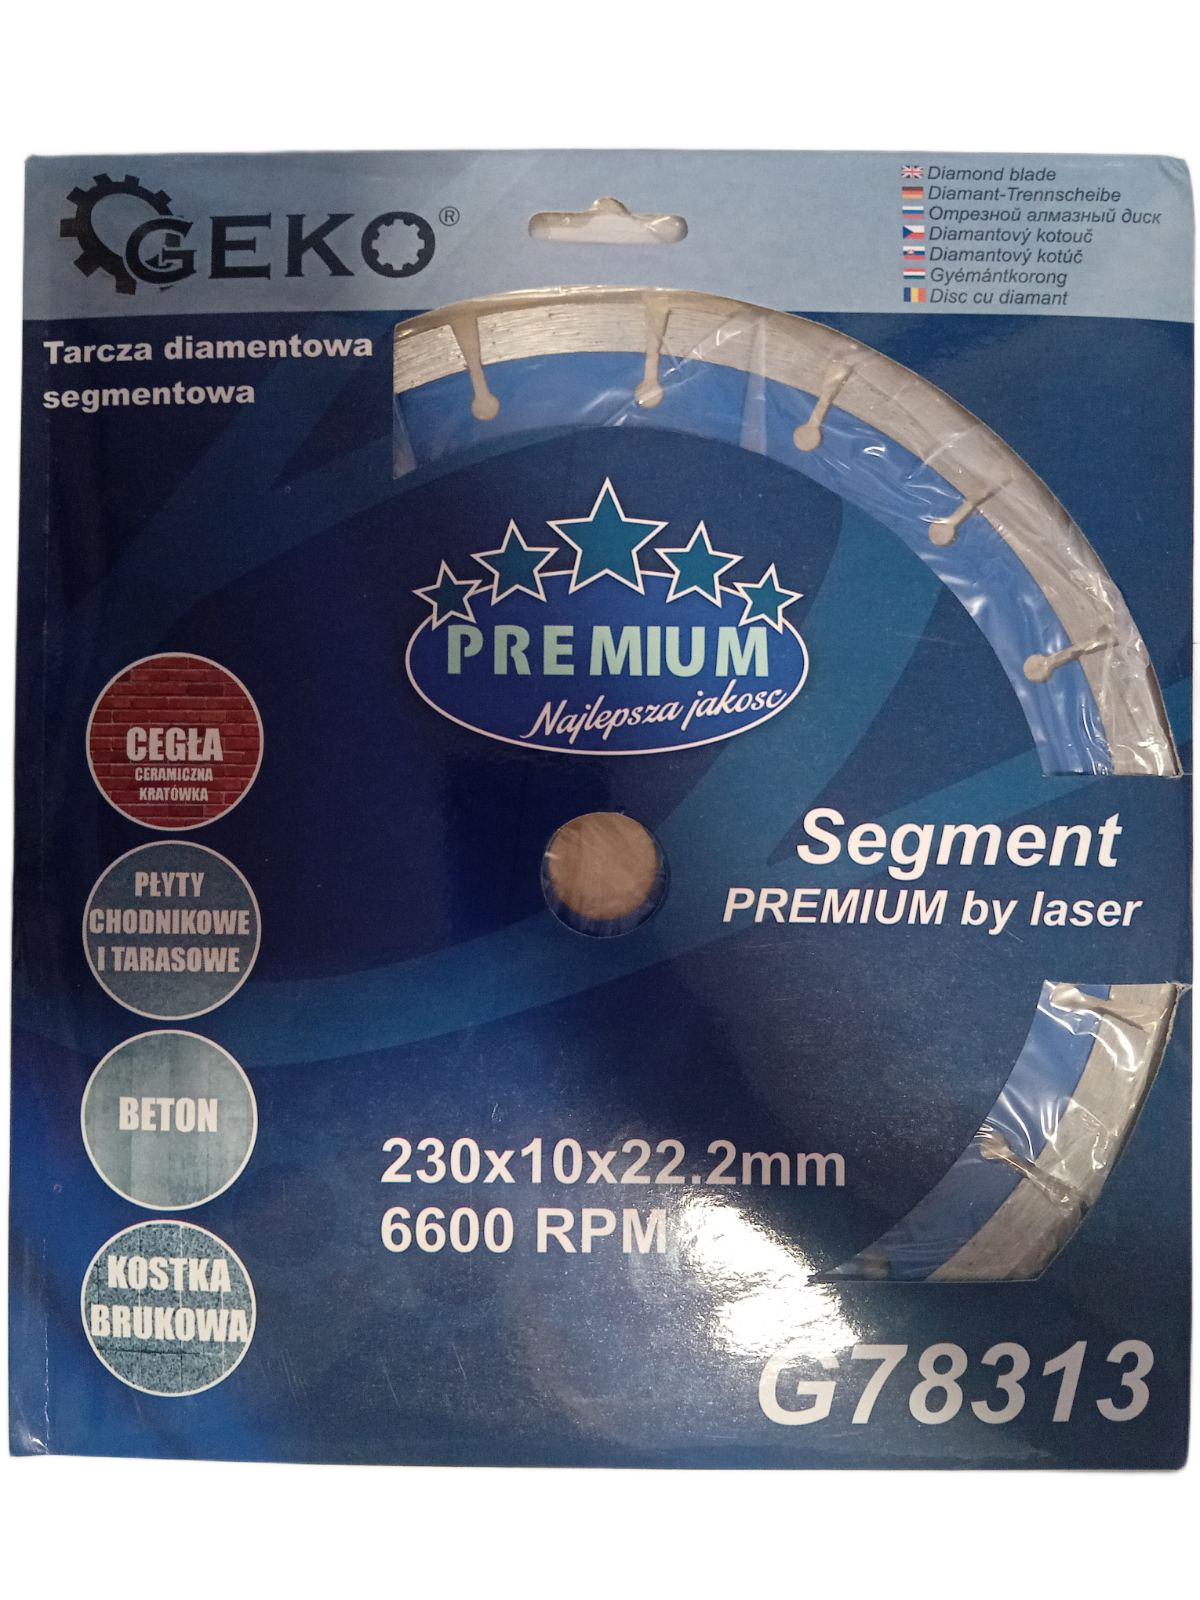 GEKO®
Diamond blade
Diamant-Trennscheibe
Отрезной алмазный диск
Diamantový kotouč
Diamantový kotúč
Gyémántkorong
Disc cu diamant
Tarcza diamentowa
segmentowa
PREMIUM
Najlepsza jakosc
CEGŁA
CERAMICZNA
KRATÓWKA
PŁYTY
CHODNIKOWE
I TARASOWE
BETON
KOSTKA
BRUKOWA
Segment
PREMIUM by laser
230x10x22.2mm
6600 RPM
G78313